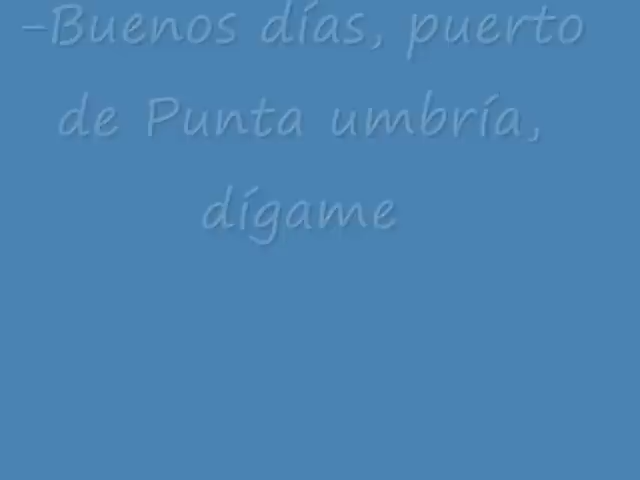 -Buenos días, puerto
de Punta umbría,
dígame